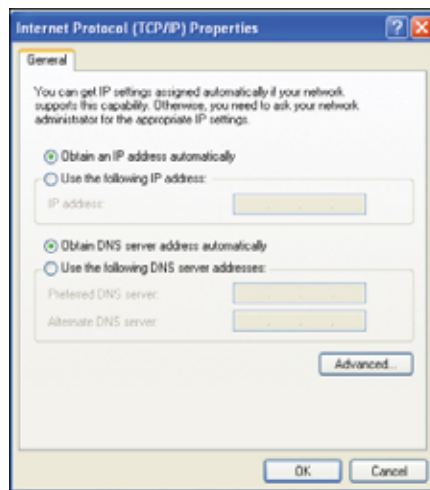 Internet Protocol (TCP/IP) Properties
General
You can get IP settings assigned automatically if your network
supports this capability. Otherwise, you need to ask your network
administrator for the appropriate IP settings.
Obtain an IP address automatically
Use the following IP address:
IP address:
Obtain DNS server address automatically
Use the following DNS server addresses:
Preferred DNS server:
Alternate DNS server:
Advanced...
OK
Cancel